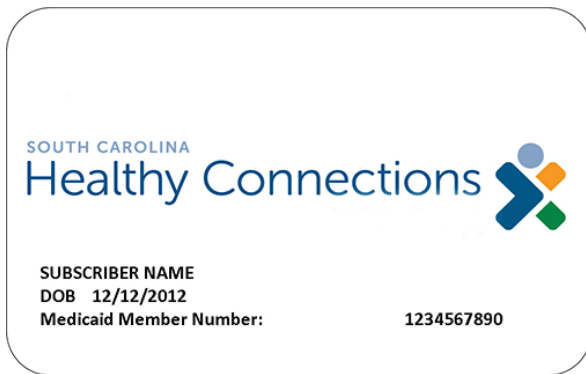 SOUTH CAROLINA
Healthy Connections
SUBSCRIBER NAME
DOB 12/12/2012
Medicaid Member Number: 1234567890